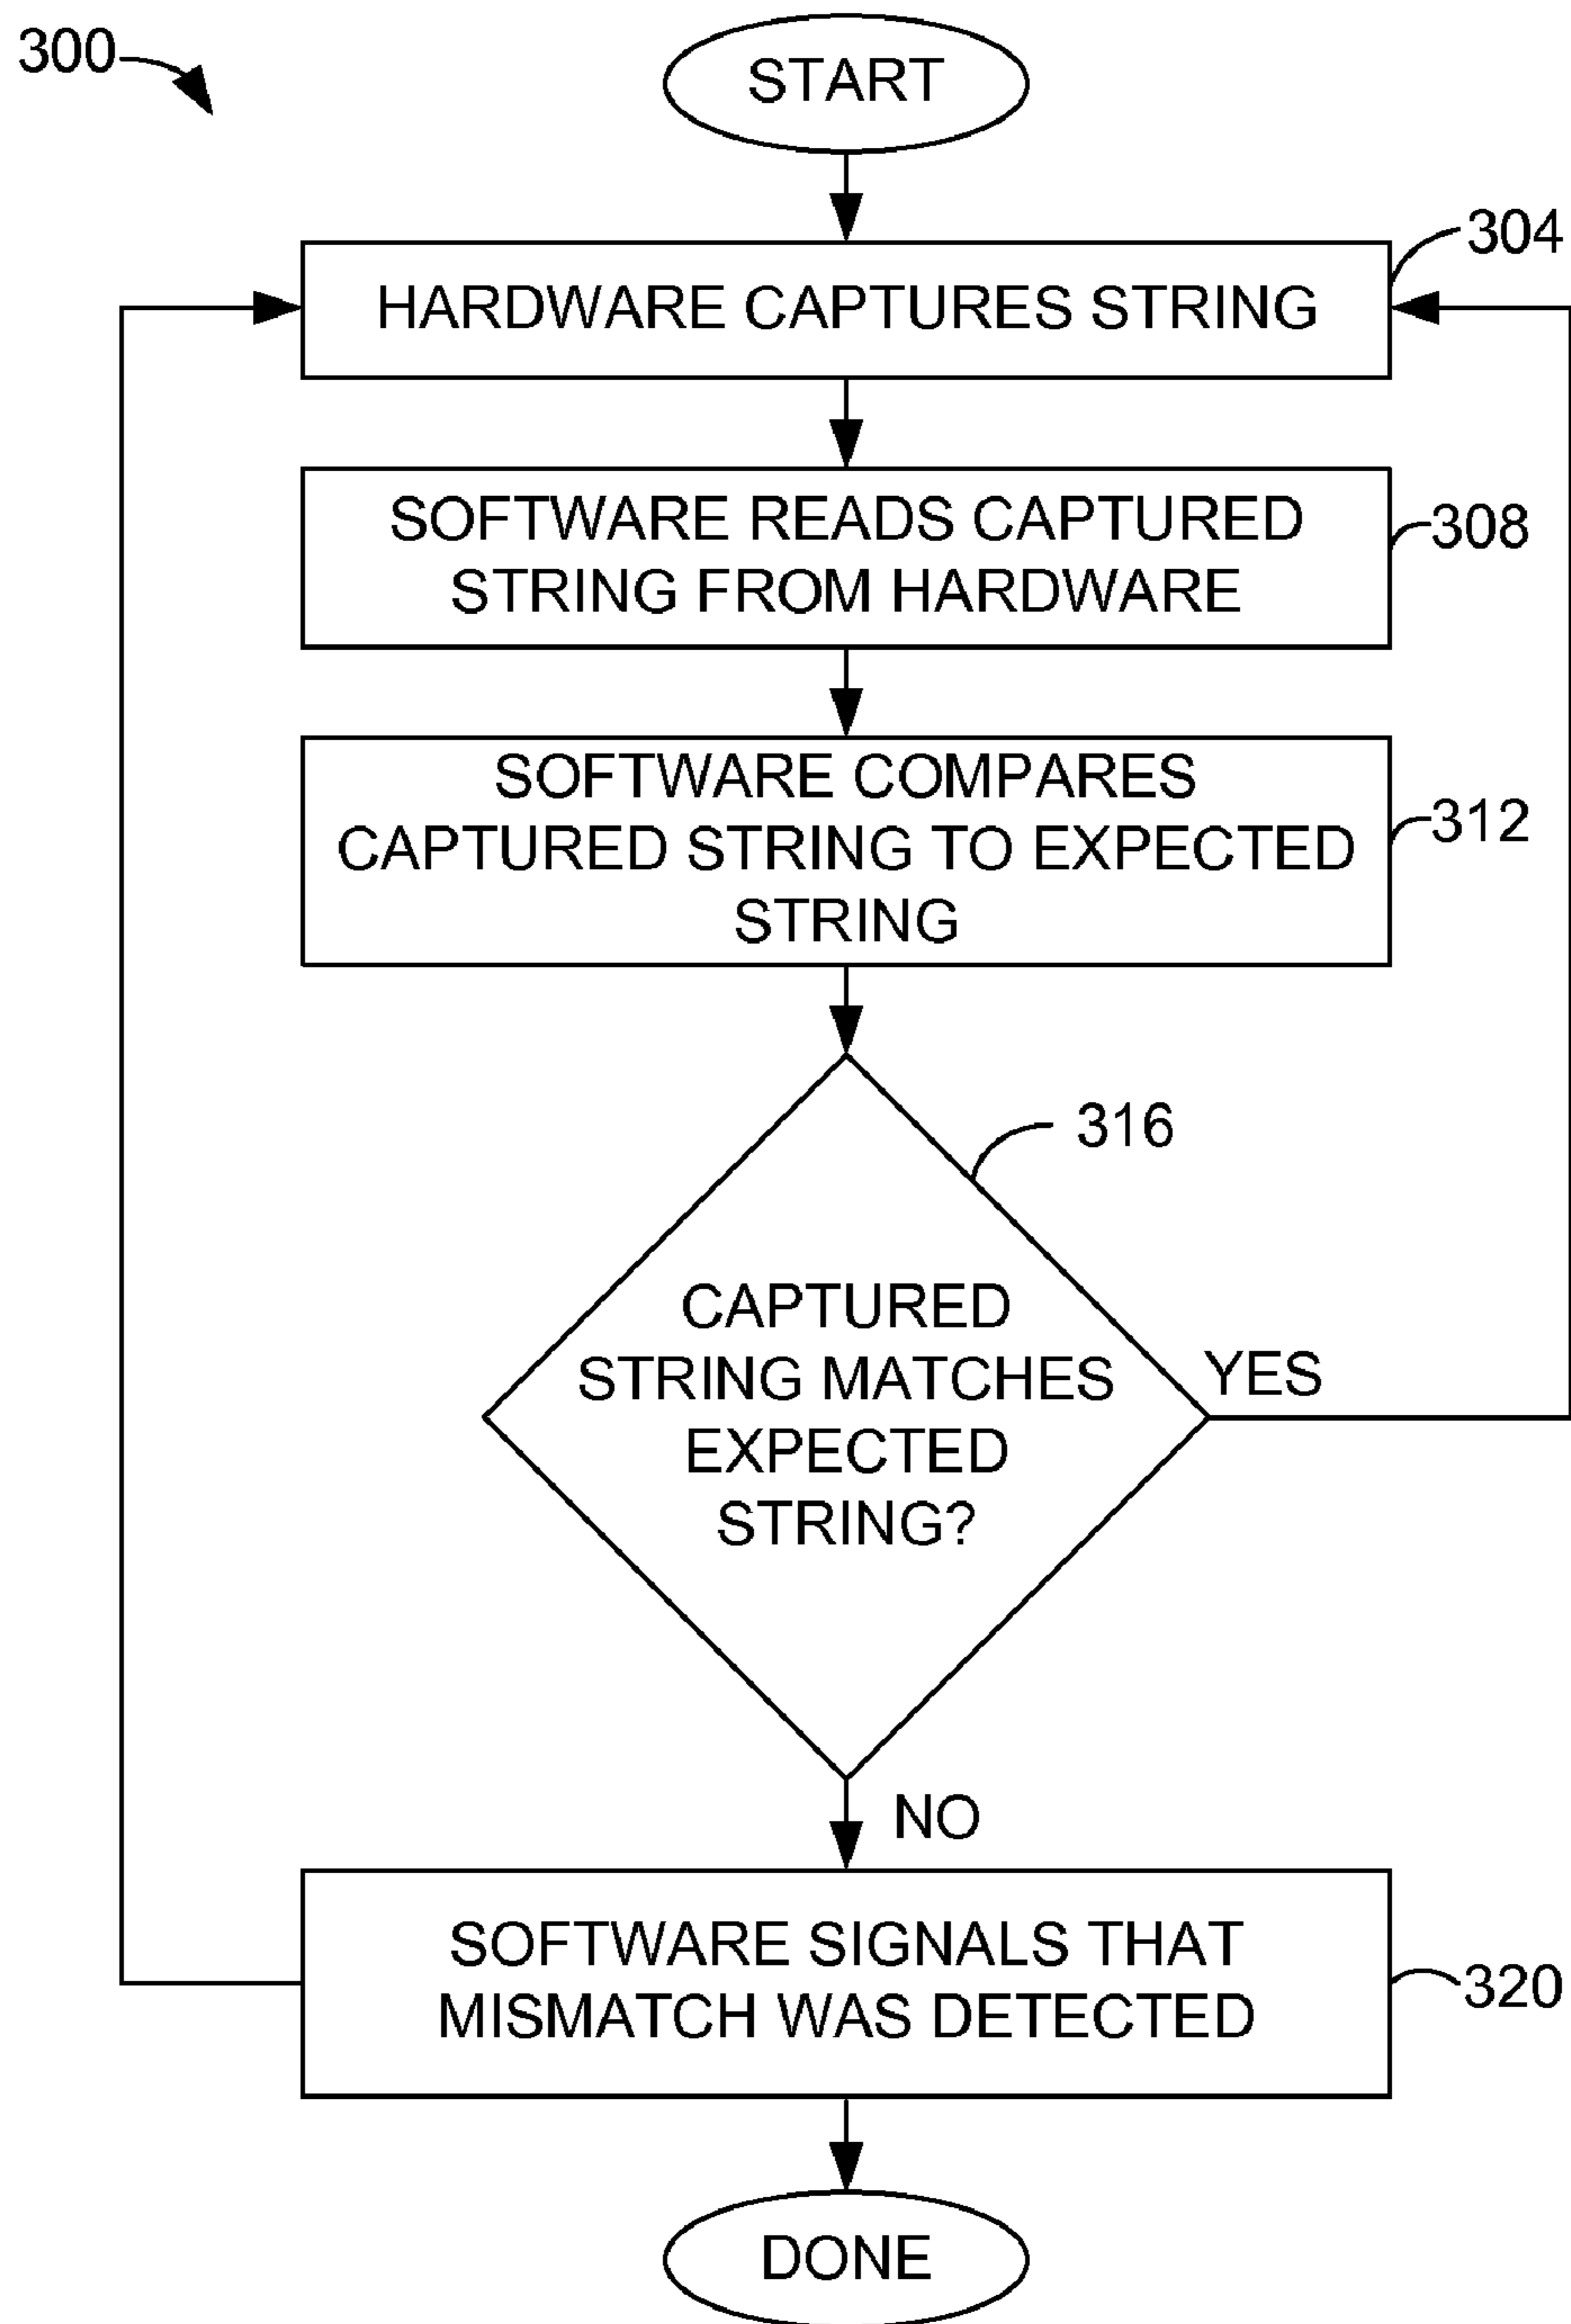 300
START
304
HARDWARE CAPTURES STRING
SOFTWARE READS CAPTURED
STRING FROM HARDWARE
308
SOFTWARE COMPARES
CAPTURED STRING TO EXPECTED
STRING
312
316
CAPTURED
STRING MATCHES
EXPECTED
STRING?
YES
NO
SOFTWARE SIGNALS THAT
MISMATCH WAS DETECTED
320
DONE